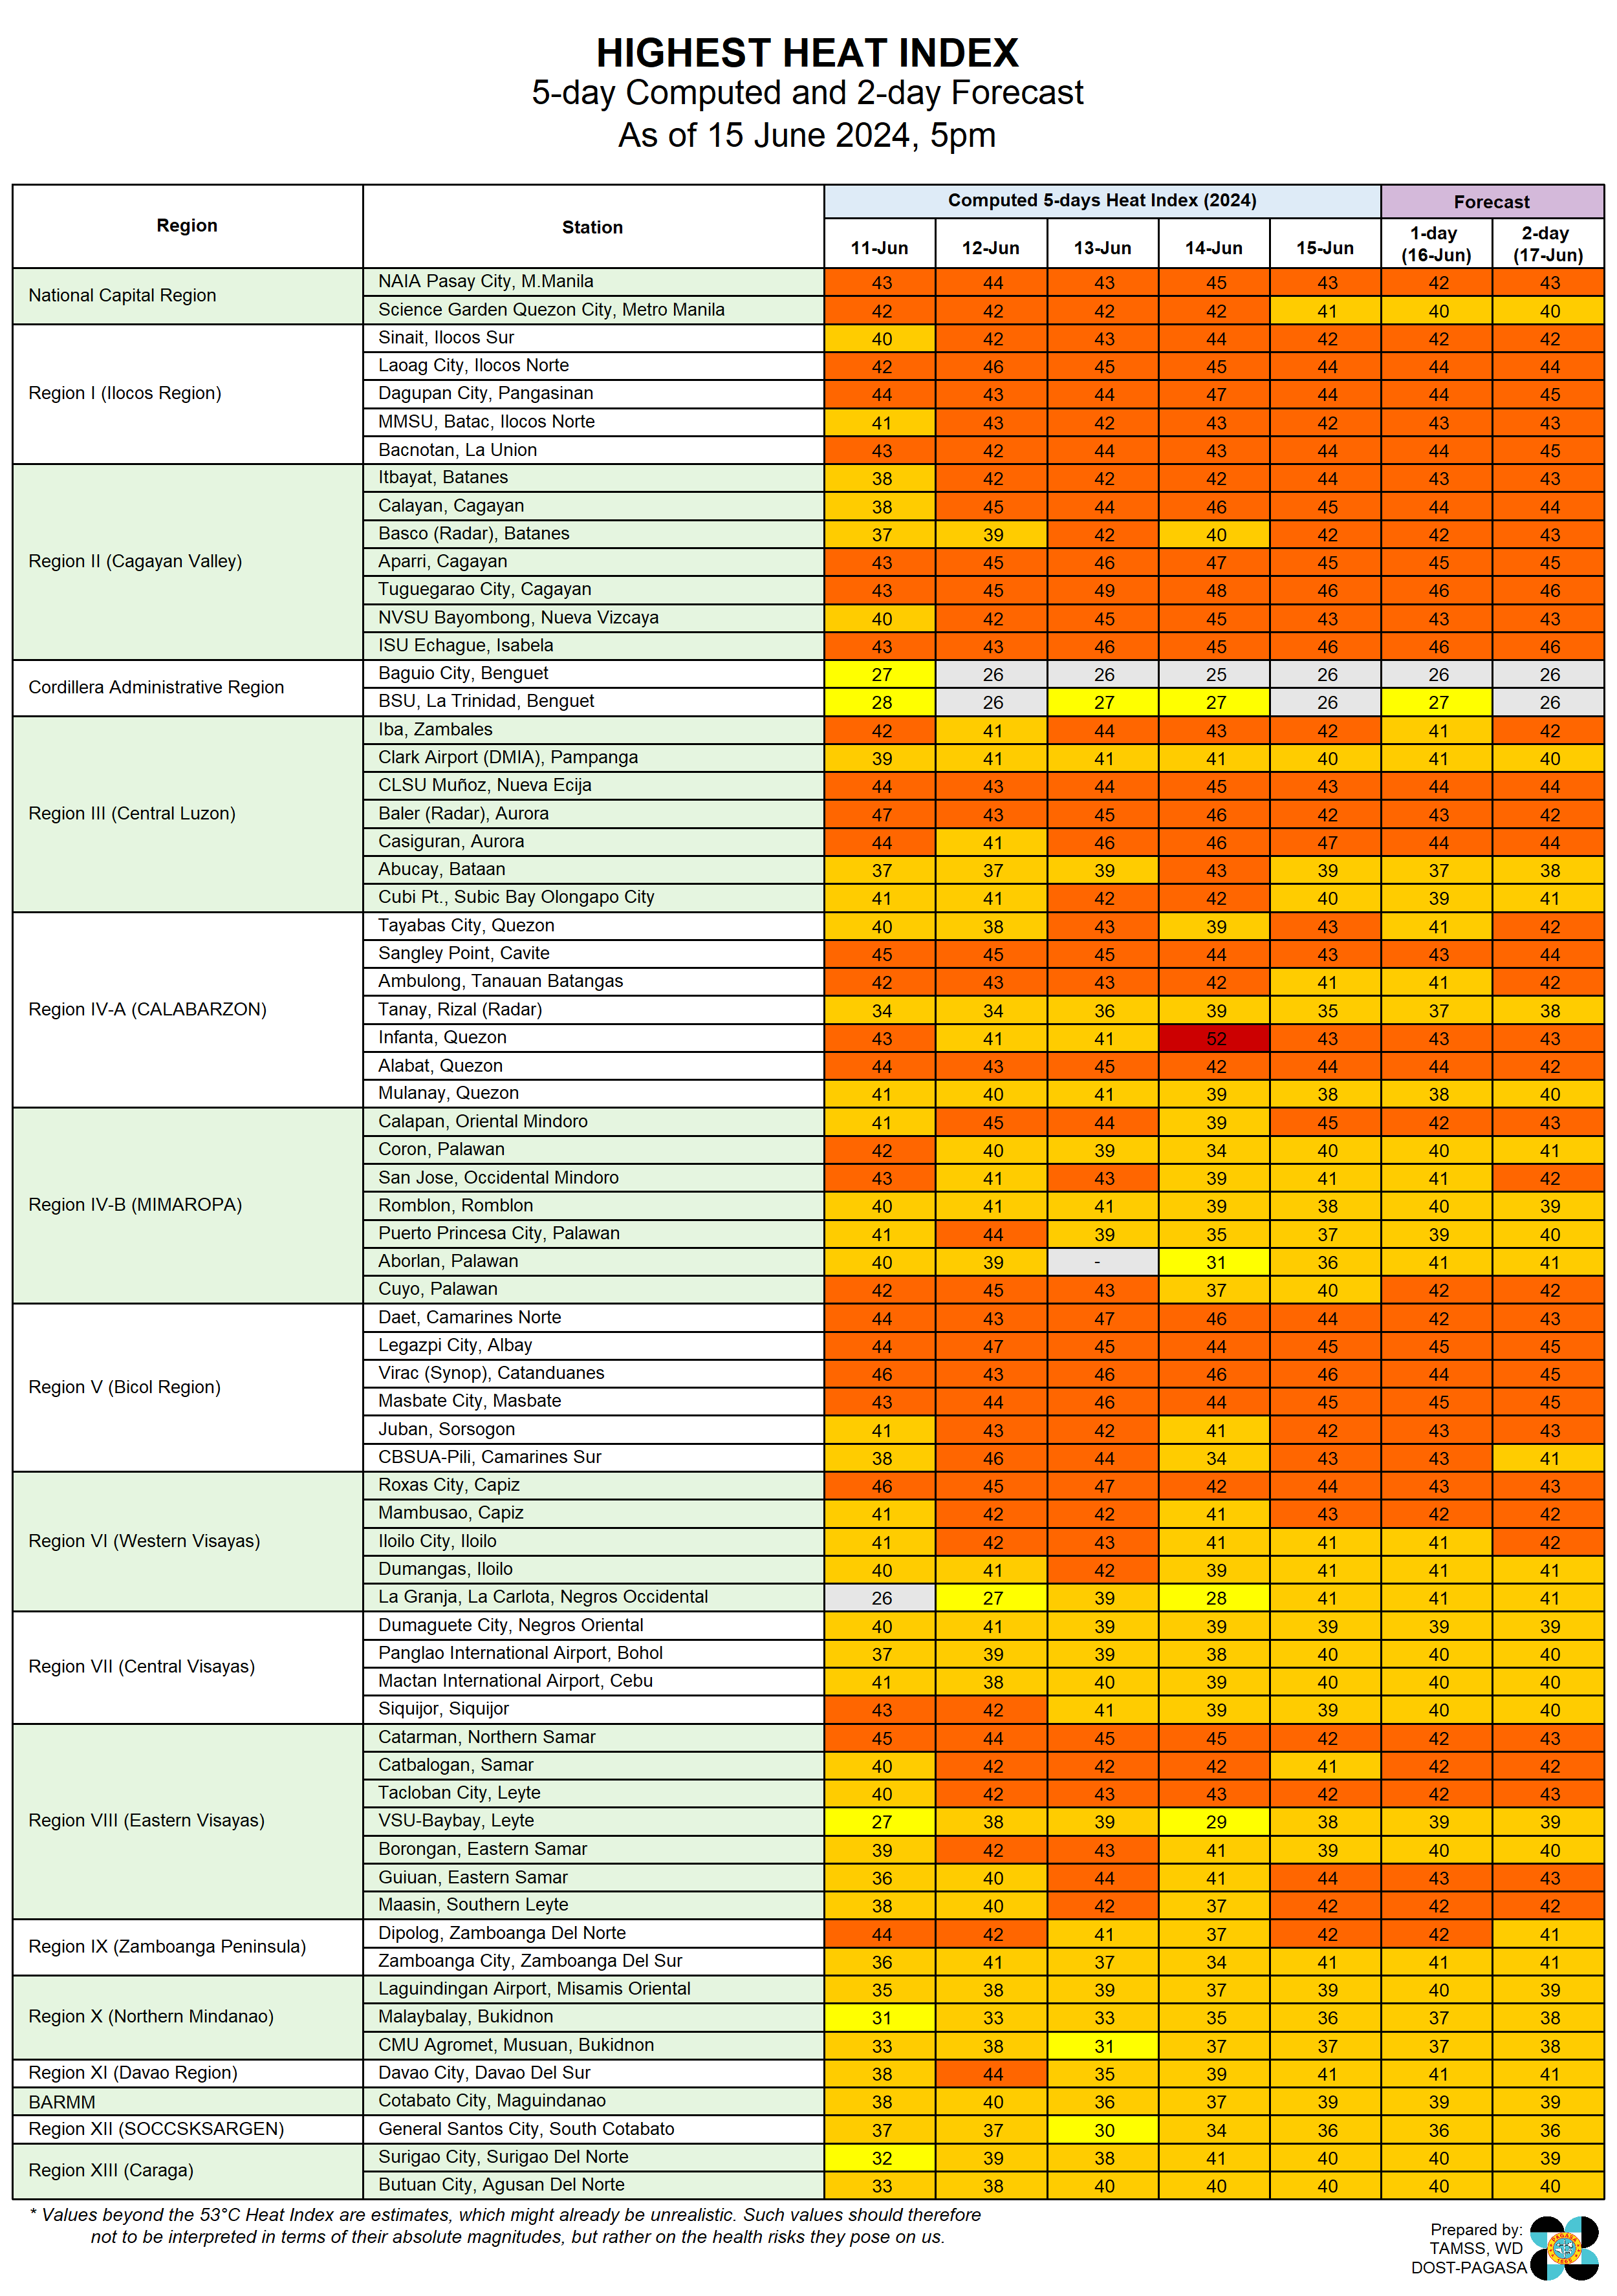 HIGHEST HEAT INDEX
5-day Computed and 2-day Forecast
As of 15 June 2024, 5pm
Region Station Computed 5-days Heat Index (2024) Forecast
11-Jun 12-Jun 13-Jun 14-Jun 15-Jun 1-day (16-Jun) 2-day (17-Jun)
National Capital Region
NAIA Pasay City, M.Manila 43 44 43 45 43 42 43
Science Garden Quezon City, Metro Manila 42 42 42 42 41 40 40
Region I (Ilocos Region)
Sinait, Ilocos Sur 40 42 43 44 42 42 42
Laoag City, Ilocos Norte 42 46 45 45 44 44 44
Dagupan City, Pangasinan 44 43 44 47 44 44 45
MMSU, Batac, Ilocos Norte 41 43 42 43 42 43 43
Bacnotan, La Union 43 42 44 43 44 44 45
Region II (Cagayan Valley)
Itbayat, Batanes 38 42 42 42 44 43 43
Calayan, Cagayan 38 45 44 46 45 44 44
Basco (Radar), Batanes 37 39 42 40 42 42 43
Aparri, Cagayan 43 45 46 47 45 45 45
Tuguegarao City, Cagayan 43 45 49 48 46 46 46
NVSU Bayombong, Nueva Vizcaya 40 42 45 45 43 43 43
ISU Echague, Isabela 43 43 46 45 46 46 46
Cordillera Administrative Region
Baguio City, Benguet 27 26 26 25 26 26 26
BSU, La Trinidad, Benguet 28 26 27 27 26 27 26
Region III (Central Luzon)
Iba, Zambales 42 41 44 43 42 41 42
Clark Airport (DMIA), Pampanga 39 41 41 41 40 41 40
CLSU Muñoz, Nueva Ecija 44 43 44 45 43 44 44
Baler (Radar), Aurora 47 43 45 46 42 43 42
Casiguran, Aurora 44 41 46 46 47 44 44
Abucay, Bataan 37 37 39 43 39 37 38
Cubi Pt., Subic Bay Olongapo City 41 41 42 42 40 39 41
Region IV-A (CALABARZON)
Tayabas City, Quezon 40 38 43 39 43 41 42
Sangley Point, Cavite 45 45 45 44 43 43 44
Ambulong, Tanauan Batangas 42 43 43 42 41 41 42
Tanay, Rizal (Radar) 34 34 36 39 35 37 38
Infanta, Quezon 43 41 41 52 43 43 43
Alabat, Quezon 44 43 45 42 44 44 42
Mulanay, Quezon 41 40 41 39 38 38 40
Region IV-B (MIMAROPA)
Calapan, Oriental Mindoro 41 45 44 39 45 42 43
Coron, Palawan 42 40 39 34 40 40 41
San Jose, Occidental Mindoro 43 41 43 39 41 41 42
Romblon, Romblon 40 41 41 39 38 40 39
Puerto Princesa City, Palawan 41 44 39 35 37 39 40
Aborlan, Palawan 40 39 - 31 36 41 41
Cuyo, Palawan 42 45 43 37 40 42 42
Region V (Bicol Region)
Daet, Camarines Norte 44 43 47 46 44 42 43
Legazpi City, Albay 44 47 45 44 45 45 45
Virac (Synop), Catanduanes 46 43 46 46 46 44 45
Masbate City, Masbate 43 44 46 44 45 45 45
Juban, Sorsogon 41 43 42 41 42 43 43
CBSUA-Pili, Camarines Sur 38 46 44 34 43 43 41
Region VI (Western Visayas)
Roxas City, Capiz 46 45 47 42 44 43 43
Mambusao, Capiz 41 42 42 41 43 42 42
Iloilo City, Iloilo 41 42 43 41 41 41 42
Dumangas, Iloilo 40 41 42 39 41 41 41
La Granja, La Carlota, Negros Occidental 26 27 39 28 41 41 41
Region VII (Central Visayas)
Dumaguete City, Negros Oriental 40 41 39 39 39 39 39
Panglao International Airport, Bohol 37 39 39 38 40 40 40
Mactan International Airport, Cebu 41 38 40 39 40 40 40
Siquijor, Siquijor 43 42 41 39 39 40 40
Region VIII (Eastern Visayas)
Catarman, Northern Samar 45 44 45 45 42 42 43
Catbalogan, Samar 40 42 42 42 41 42 42
Tacloban City, Leyte 40 42 43 43 42 42 43
VSU-Baybay, Leyte 27 38 39 29 38 39 39
Borongan, Eastern Samar 39 42 43 41 39 40 40
Guiuan, Eastern Samar 36 40 44 41 44 43 43
Maasin, Southern Leyte 38 40 42 37 42 42 42
Region IX (Zamboanga Peninsula)
Dipolog, Zamboanga Del Norte 44 42 41 37 42 42 41
Zamboanga City, Zamboanga Del Sur 36 41 37 34 41 41 41
Region X (Northern Mindanao)
Laguindingan Airport, Misamis Oriental 35 38 39 37 39 40 39
Malaybalay, Bukidnon 31 33 33 35 36 37 38
CMU Agromet, Musuan, Bukidnon 33 38 31 37 37 37 38
Region XI (Davao Region) Davao City, Davao Del Sur 38 44 35 39 41 41 41
BARMM Cotabato City, Maguindanao 38 40 36 37 39 39 39
Region XII (SOCCSKSARGEN) General Santos City, South Cotabato 37 37 30 34 36 36 36
Region XIII (Caraga)
Surigao City, Surigao Del Norte 32 39 38 41 40 40 39
Butuan City, Agusan Del Norte 33 38 40 40 40 40 40
* Values beyond the 53°C Heat Index are estimates, which might already be unrealistic. Such values should therefore
not to be interpreted in terms of their absolute magnitudes, but rather on the health risks they pose on us.
Prepared by:
TAMSS, WD
DOST-PAGASA